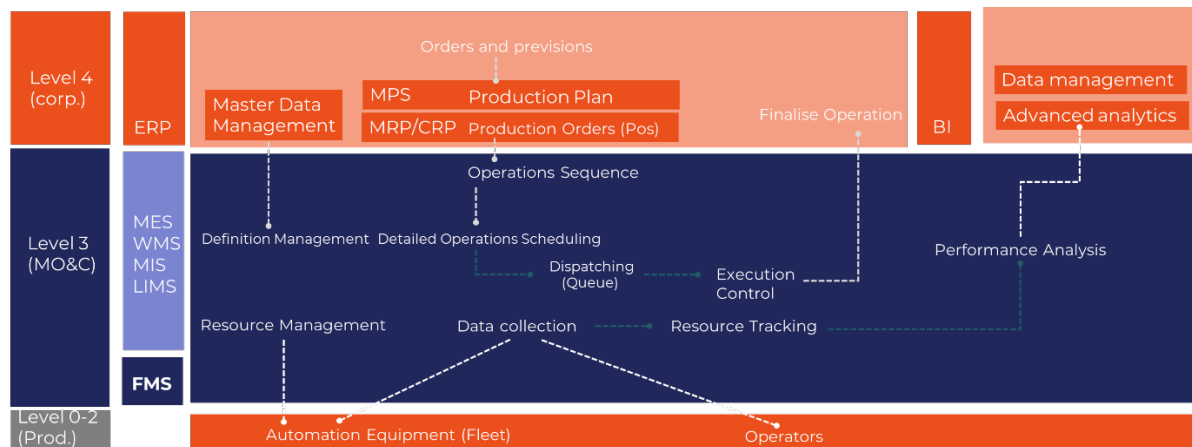 Level 4
(corp.)
ERP
Orders and previsions
Master Data
Management
MPS
Production Plan
MRP/CRP
Production Orders (Pos)
Finalise Operation
BI
Data management
Advanced analytics
Level 3
(MO&C)
MES
WMS
MIS
LIMS
FMS
Operations Sequence
Definition Management
Detailed Operations Scheduling
Dispatching
(Queue)
Execution
Control
Performance Analysis
Resource Management
Data collection
Resource Tracking
Level 0-2
(Prod.)
Automation Equipment (Fleet)
Operators